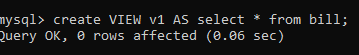 mysql> create VIEW v1 AS select * from bill;
Query OK, 0 rows affected (0.06 sec)